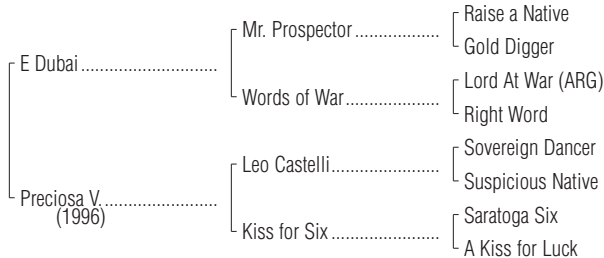 Raise a Native
Mr. Prospector ..................
Gold Digger
E Dubai .............................
Lord At War (ARG)
Words of War...................
Right Word
Sovereign Dancer
Leo Castelli.......................
Suspicious Native
Preciosa V. ........................
(1996)
Saratoga Six
Kiss for Six .......................
A Kiss for Luck